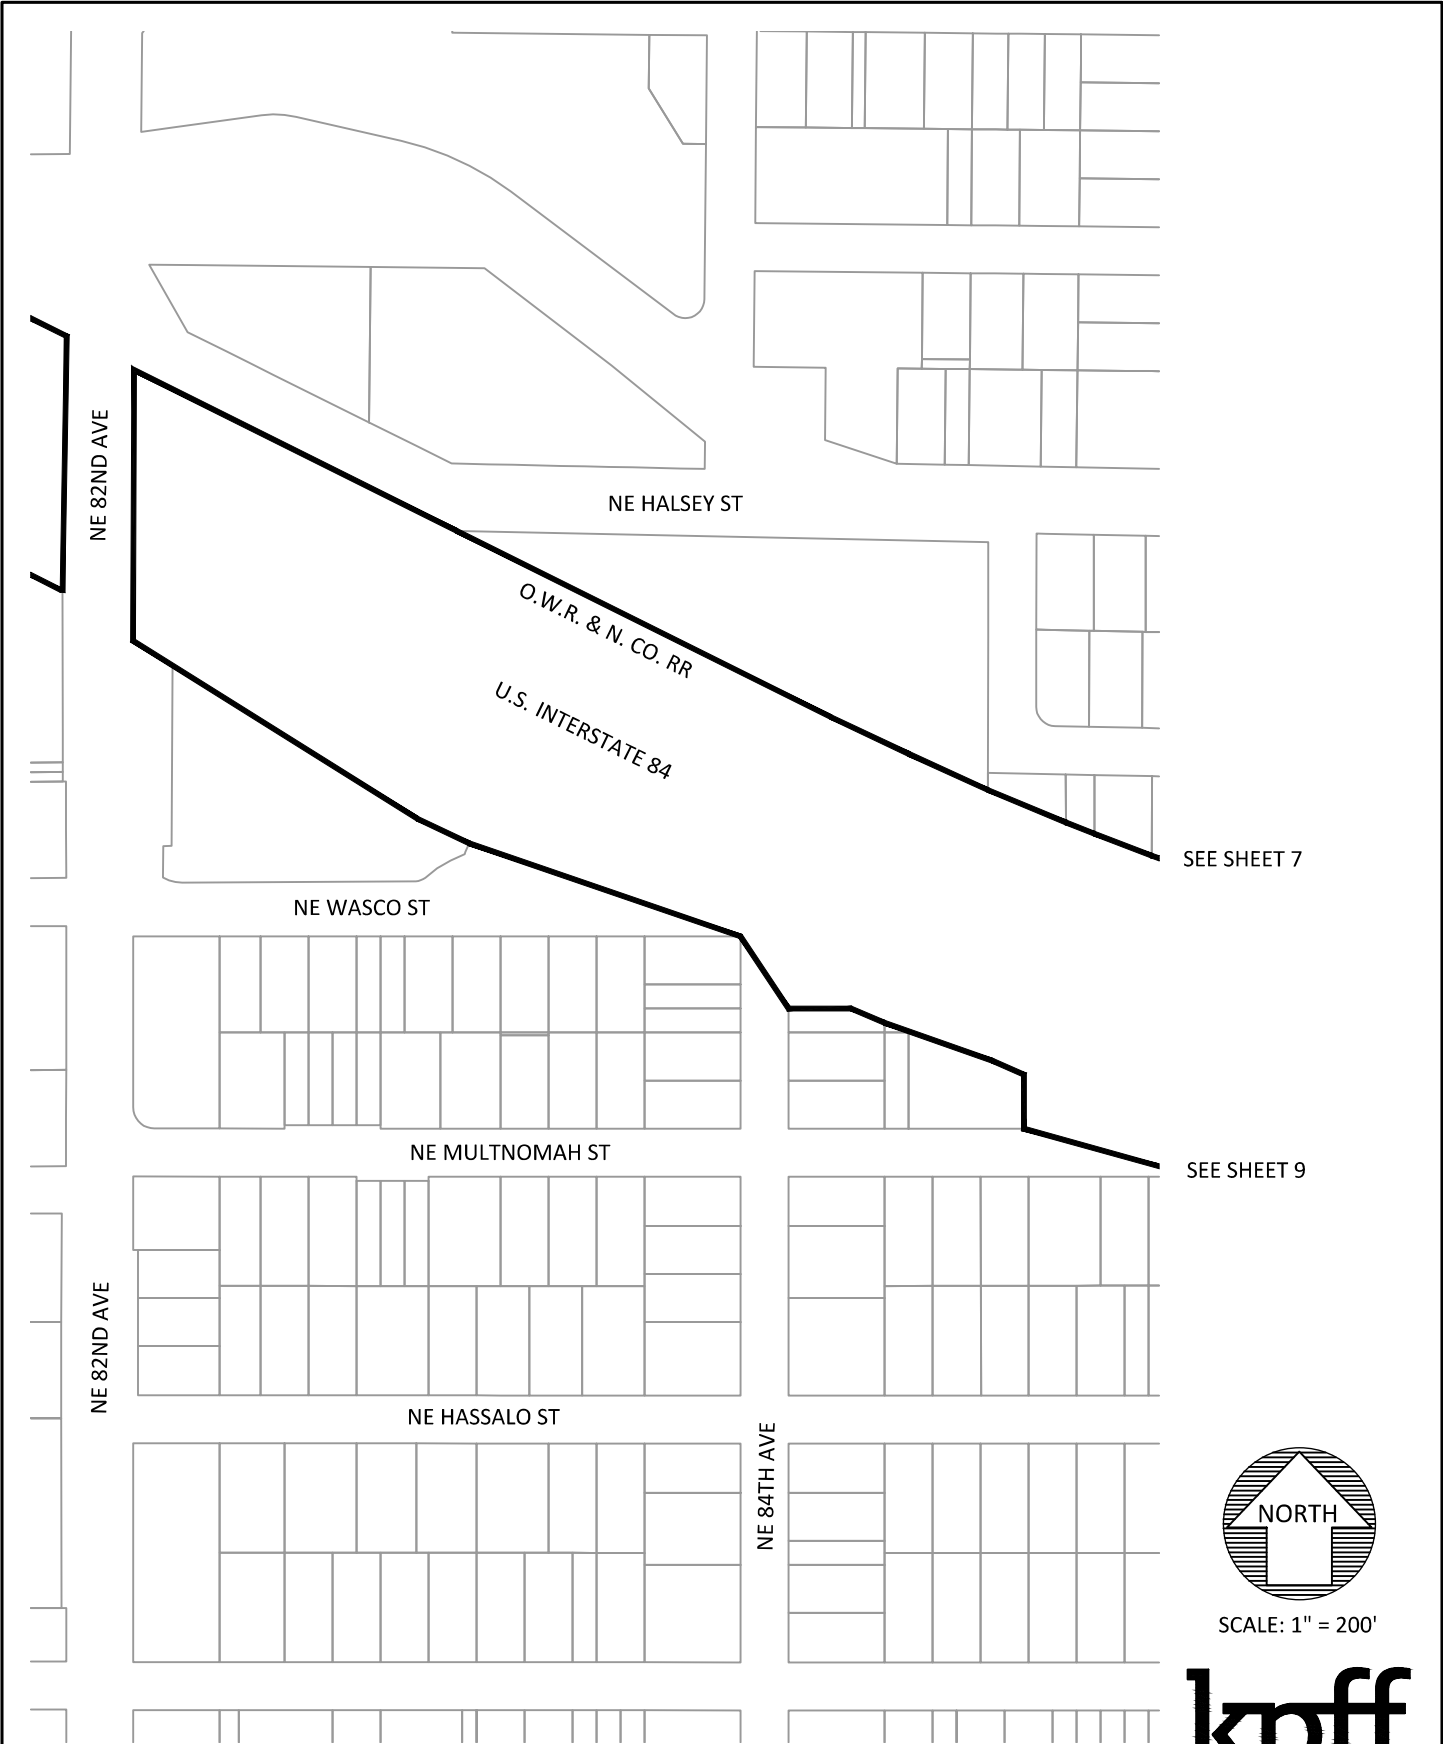 NE 82ND AVE
NE HALSEY ST
O.W.R. & N. CO. RR
U.S. INTERSTATE 84
SEE SHEET 7
NE WASCO ST
NE MULTNOMAH ST
SEE SHEET 9
NE 82ND AVE
NE HASSALO ST
NE 84TH AVE
NORTH
SCALE: 1" = 200'
kpff